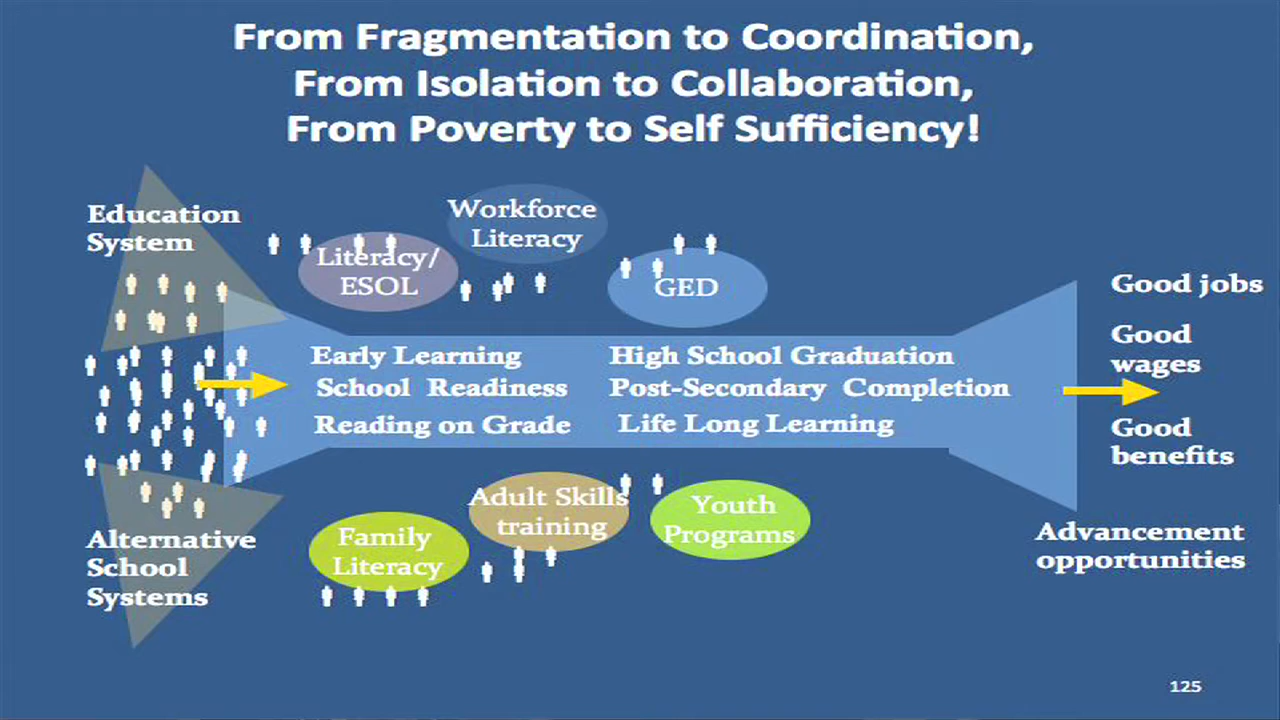 From Fragmentation to Coordination,
From Isolation to Collaboration,
From Poverty to Self Sufficiency!
Education
System
Literacy/
ESOL
Workforce
Literacy
GED
Early Learning
School Readiness
Reading on Grade
High School Graduation
Post-Secondary Completion
Life Long Learning
Good jobs
Good
wages
Good
benefits
Advancement
opportunities
Alternative
School
Systems
Family
Literacy
Adult Skills
training
Youth
Programs
125